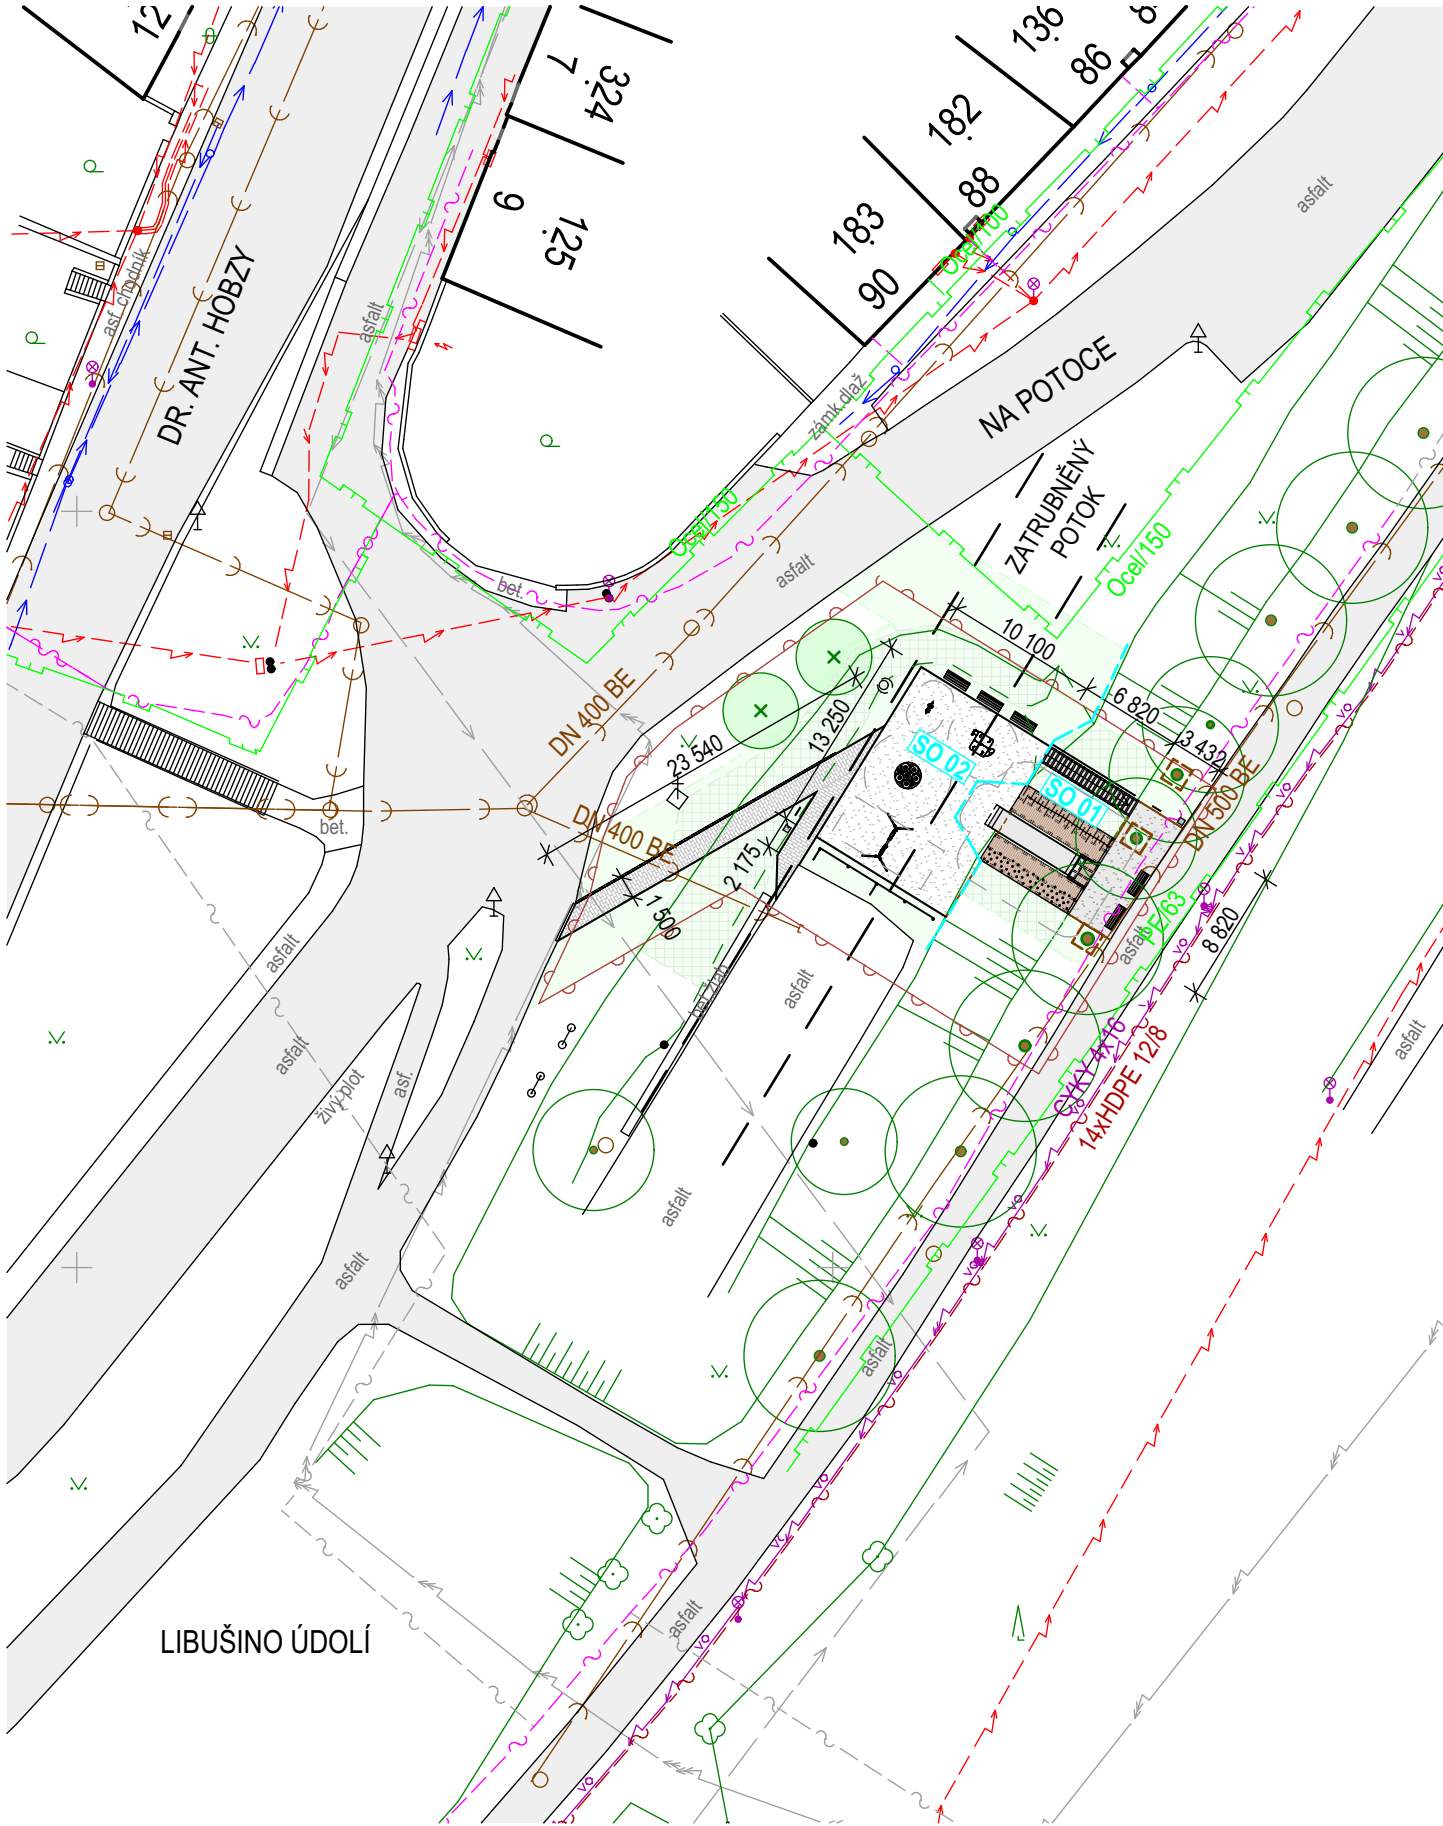 12
7
324
9
125
136
86
8
182
88
183
90
Ocel/100
asfalt
asf. chodník
DR. ANT. HOBZY
asfalt
zámk.dlaž
NA POTOCE
ZATRUBNĚNÝ
POTOK
Ocel/150
Ocel/150
asfalt
bet.
10 100
6 820
3 432
DN 400 BE
13 250
23 540
SO 02
SO 01
DN 500 BE
DN 400 BE
bet.
2 175
1 500
PE/63
8 820
asfalt
asfalt
asfalt
bet.žlab
asfalt
asfalt
asf.
živý plot
CYKY 4x16
14xHDPE 12/8
asfalt
asfalt
asfalt
asfalt
asfalt
LIBUŠINO ÚDOLÍ